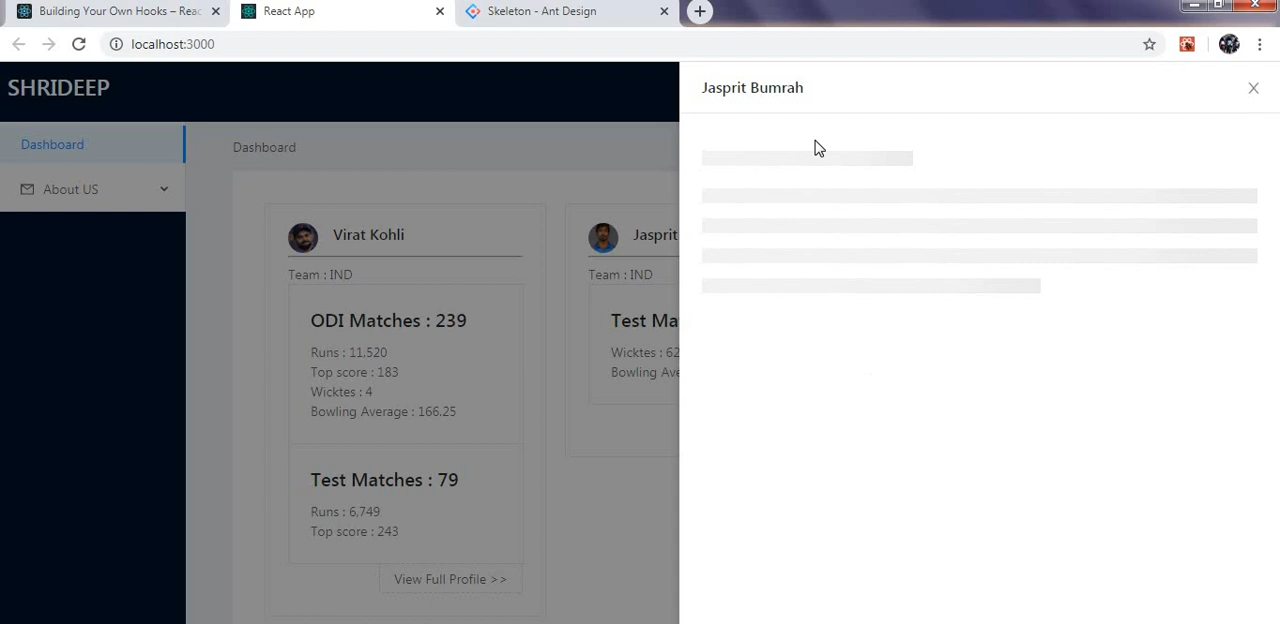 Building Your Own Hooks – Reac
React App
Skeleton - Ant Design
localhost:3000
SHRIDEEP
Jasprit Bumrah
Dashboard
About US
Dashboard
Virat Kohli
Team : IND
ODI Matches : 239
Runs : 11,520
Top score : 183
Wicktes : 4
Bowling Average : 166.25
Test Matches : 79
Runs : 6,749
Top score : 243
View Full Profile >>
Jasprit
Team : IND
Test Ma
Wicktes : 62
Bowling Ave